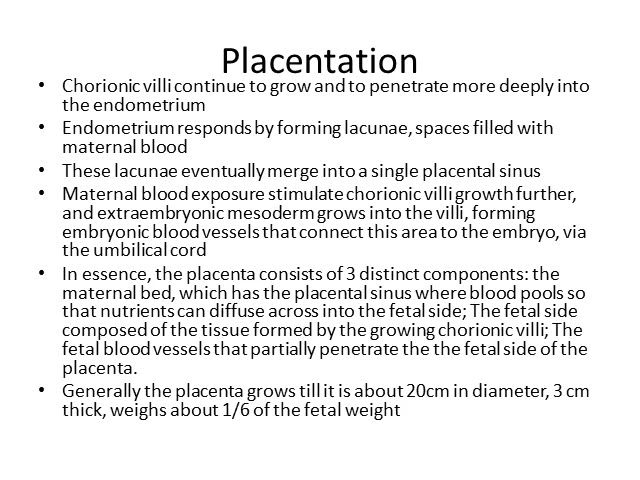 Placentation
• Chorionic villi continue to grow and to penetrate more deeply into
the endometrium
• Endometrium responds by forming lacunae, spaces filled with
maternal blood
• These lacunae eventually merge into a single placental sinus
• Maternal blood exposure stimulate chorionic villi growth further,
and extraembryonic mesoderm grows into the villi, forming
embryonic blood vessels that connect this area to the embryo, via
the umbilical cord
• In essence, the placenta consists of 3 distinct components: the
maternal bed, which has the placental sinus where blood pools so
that nutrients can diffuse across into the fetal side; The fetal side
composed of the tissue formed by the growing chorionic villi; The
fetal blood vessels that partially penetrate the the fetal side of the
placenta.
• Generally the placenta grows till it is about 20cm in diameter, 3 cm
thick, weighs about 1/6 of the fetal weight